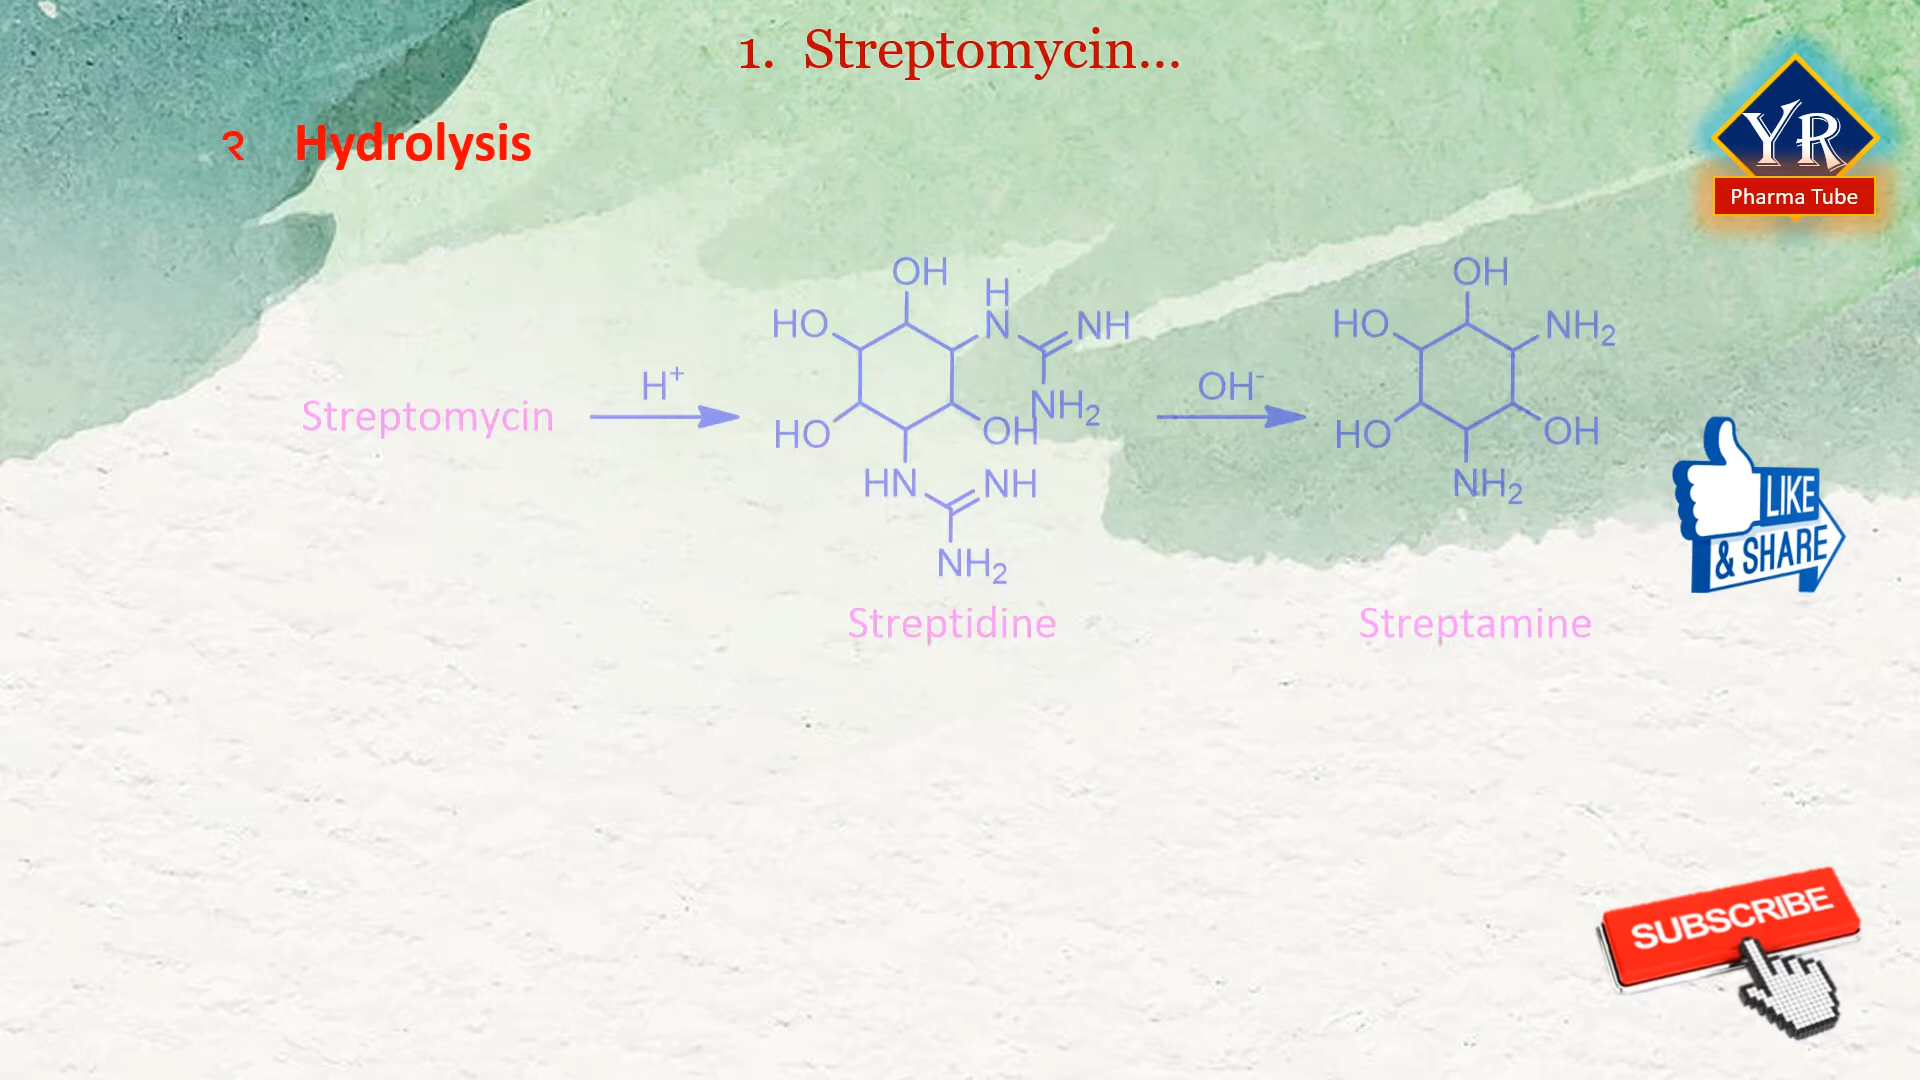 1. Streptomycin...
Hydrolysis
YR
Pharma Tube
OH
H
HO
N
NH
H+
NH2
Streptomycin
HO
OH
HN
NH
NH2
Streptidine
OH-
OH
HO
NH2
HO
OH
NH2
Streptamine
LIKE
& SHARE
SUBSCRIBE